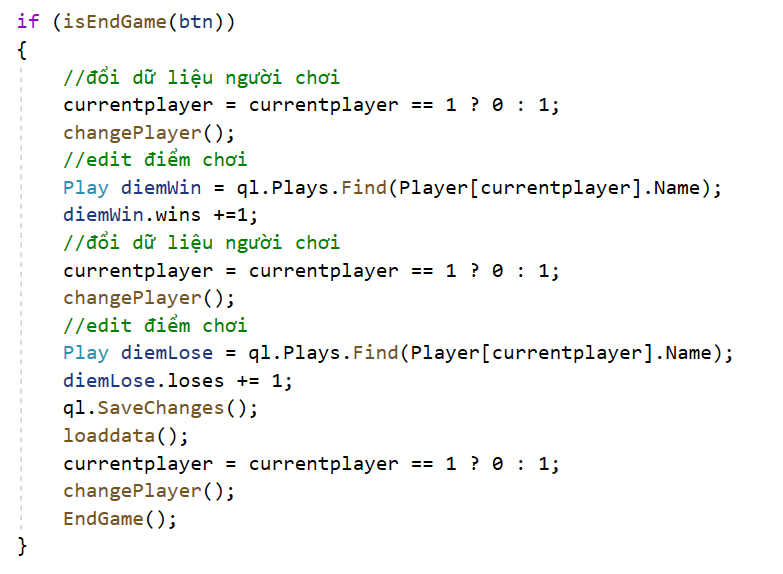 if (isEndGame(btn))
{
//đổi dữ liệu người chơi
currentplayer = currentplayer == 1 ? 0 : 1;
changePlayer();
//edit điểm chơi
Play diemWin = ql.Plays.Find(Player[currentplayer].Name);
diemWin.wins +=1;
//đổi dữ liệu người chơi
currentplayer = currentplayer == 1 ? 0 : 1;
changePlayer();
//edit điểm chơi
Play diemLose = ql.Plays.Find(Player[currentplayer].Name);
diemLose.loses += 1;
ql.SaveChanges();
loaddata();
currentplayer = currentplayer == 1 ? 0 : 1;
changePlayer();
EndGame();
}